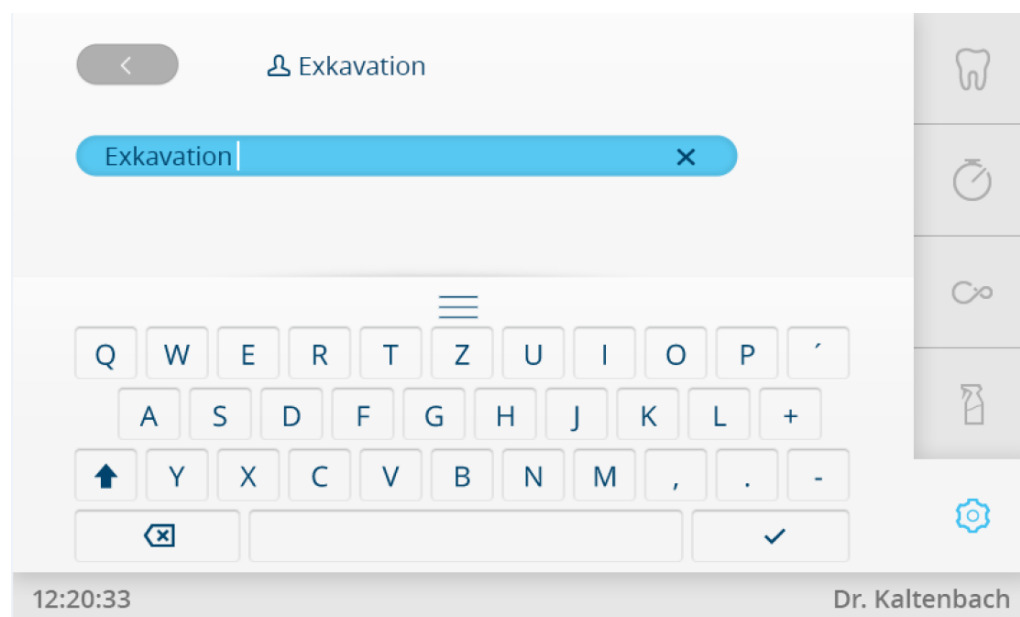 Exkavation
Exkavation
Q W E R T Z U I O P ´
A S D F G H J K L +
Y X C V B N M , . -
12:20:33 Dr. Kaltenbach